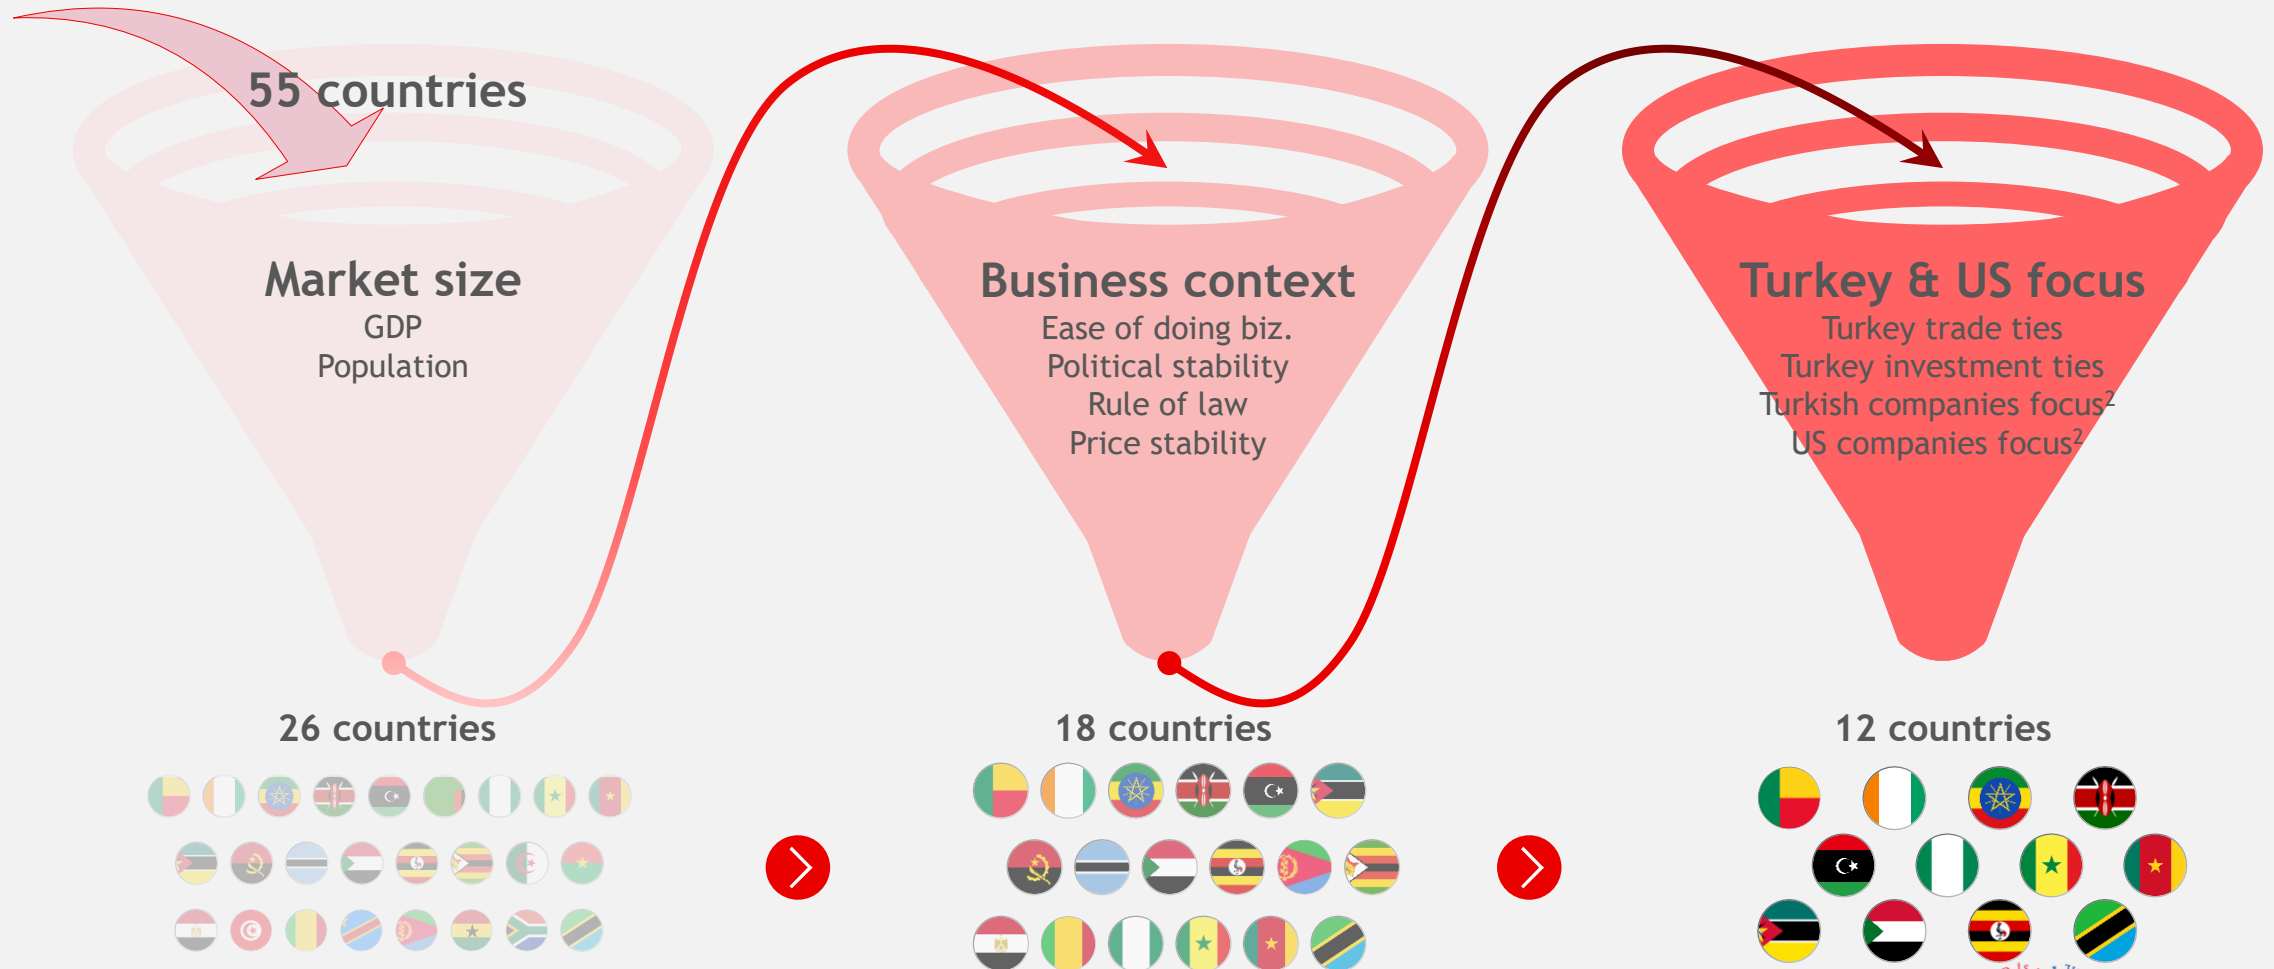 55 countries
Market size
GDP
Population
Business context
Ease of doing biz.
Political stability
Rule of law
Price stability
Turkey & US focus
Turkey trade ties
Turkey investment ties
Turkish companies focus²
US companies focus²
26 countries
18 countries
12 countries